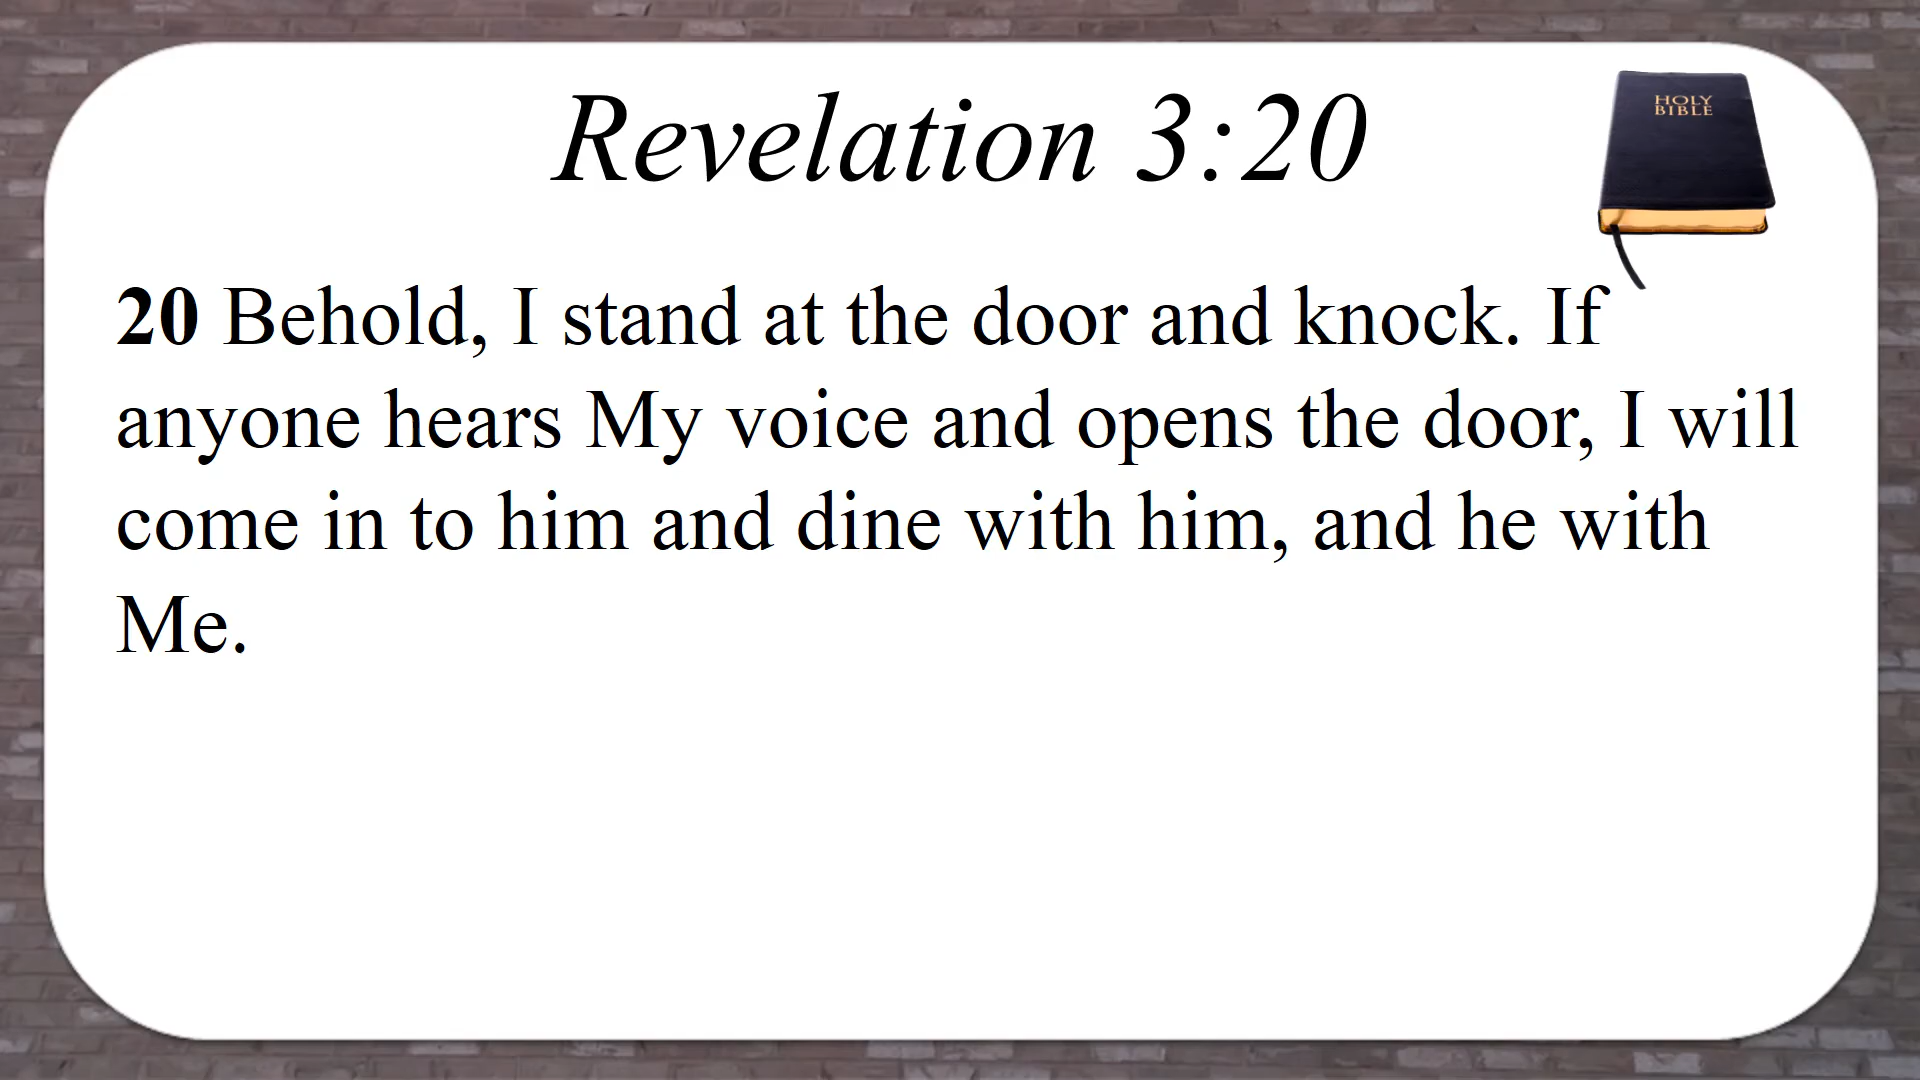 Revelation 3:20
HOLY
BIBLE
20 Behold, I stand at the door and knock. If
anyone hears My voice and opens the door, I will
come in to him and dine with him, and he with
Me.